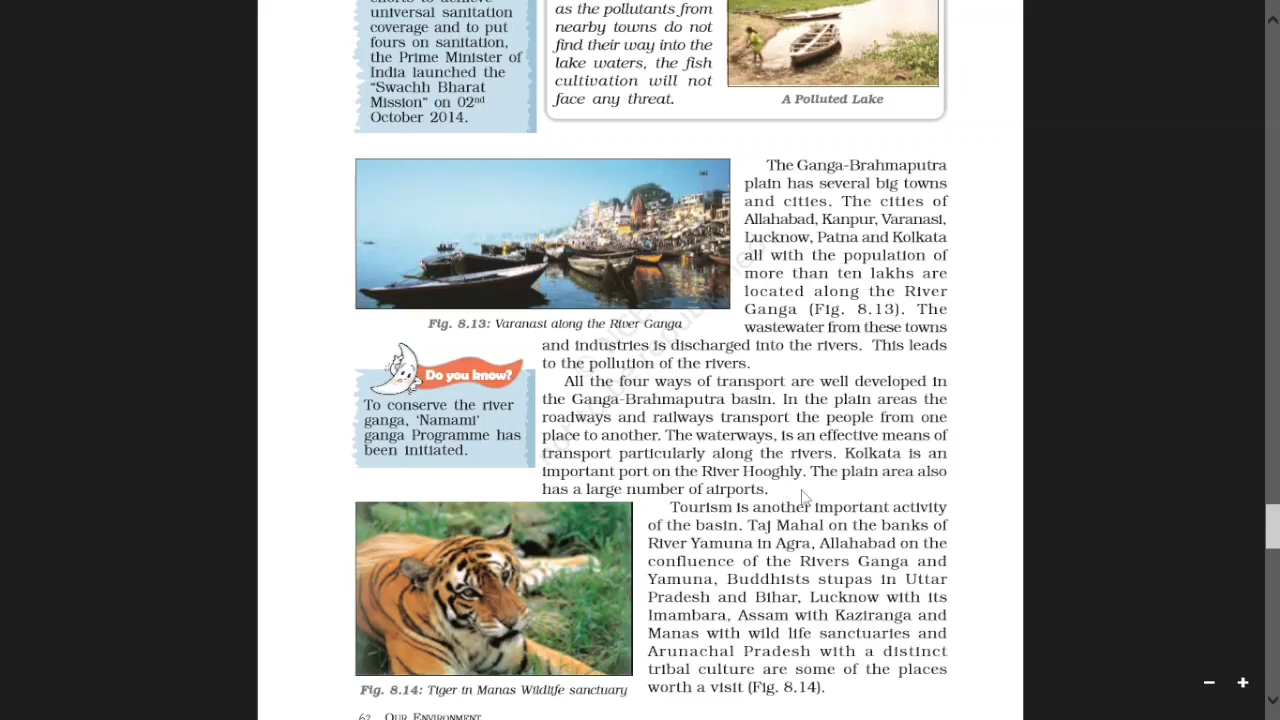 universal sanitation
coverage and to put
fours on sanitation,
the Prime Minister of
India launched the
"Swachh Bharat
Mission" on 02nd
October 2014.
as the pollutants from
nearby towns do not
find their way into the
lake waters, the fish
cultivation will not
face any threat.
A Polluted Lake
The Ganga-Brahmaputra
plain has several big towns
and cities. The cities of
Allahabad, Kanpur, Varanasi,
Lucknow, Patna and Kolkata
all with the population of
more than ten lakhs are
located along the River
Ganga (Fig. 8.13). The
wastewater from these towns
and industries is discharged into the rivers. This leads
to the pollution of the rivers.
Fig. 8.13: Varanasi along the River Ganga
Do you know?
To conserve the river
ganga, 'Namami'
ganga Programme has
been initiated.
All the four ways of transport are well developed in
the Ganga-Brahmaputra basin. In the plain areas the
roadways and railways transport the people from one
place to another. The waterways, is an effective means of
transport particularly along the rivers. Kolkata is an
important port on the River Hooghly. The plain area also
has a large number of airports.
Tourism is another important activity
of the basin. Taj Mahal on the banks of
River Yamuna in Agra, Allahabad on the
confluence of the Rivers Ganga and
Yamuna, Buddhists stupas in Uttar
Pradesh and Bihar, Lucknow with its
Imambara, Assam with Kaziranga and
Manas with wild life sanctuaries and
Arunachal Pradesh with a distinct
tribal culture are some of the places
worth a visit (Fig. 8.14).
Fig. 8.14: Tiger in Manas Wildlife sanctuary
62 OUR ENVIRONMENT